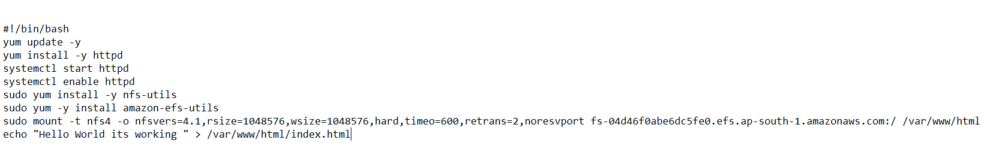 #!/bin/bash
yum update -y
yum install -y httpd
systemctl start httpd
systemctl enable httpd
sudo yum install -y nfs-utils
sudo yum -y install amazon-efs-utils
sudo mount -t nfs4 -o nfsvers=4.1,rsize=1048576,wsize=1048576,hard,timeo=600,retrans=2,noresvport fs-04d46f0abe6dc5fe0.efs.ap-south-1.amazonaws.com:/ /var/www/html
echo "Hello World its working " > /var/www/html/index.html